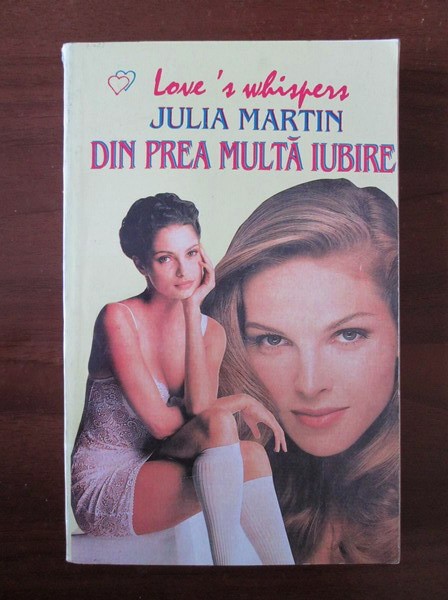 Love's whispers
JULIA MARTIN
DIN PREA MULTĂ IUBIRE